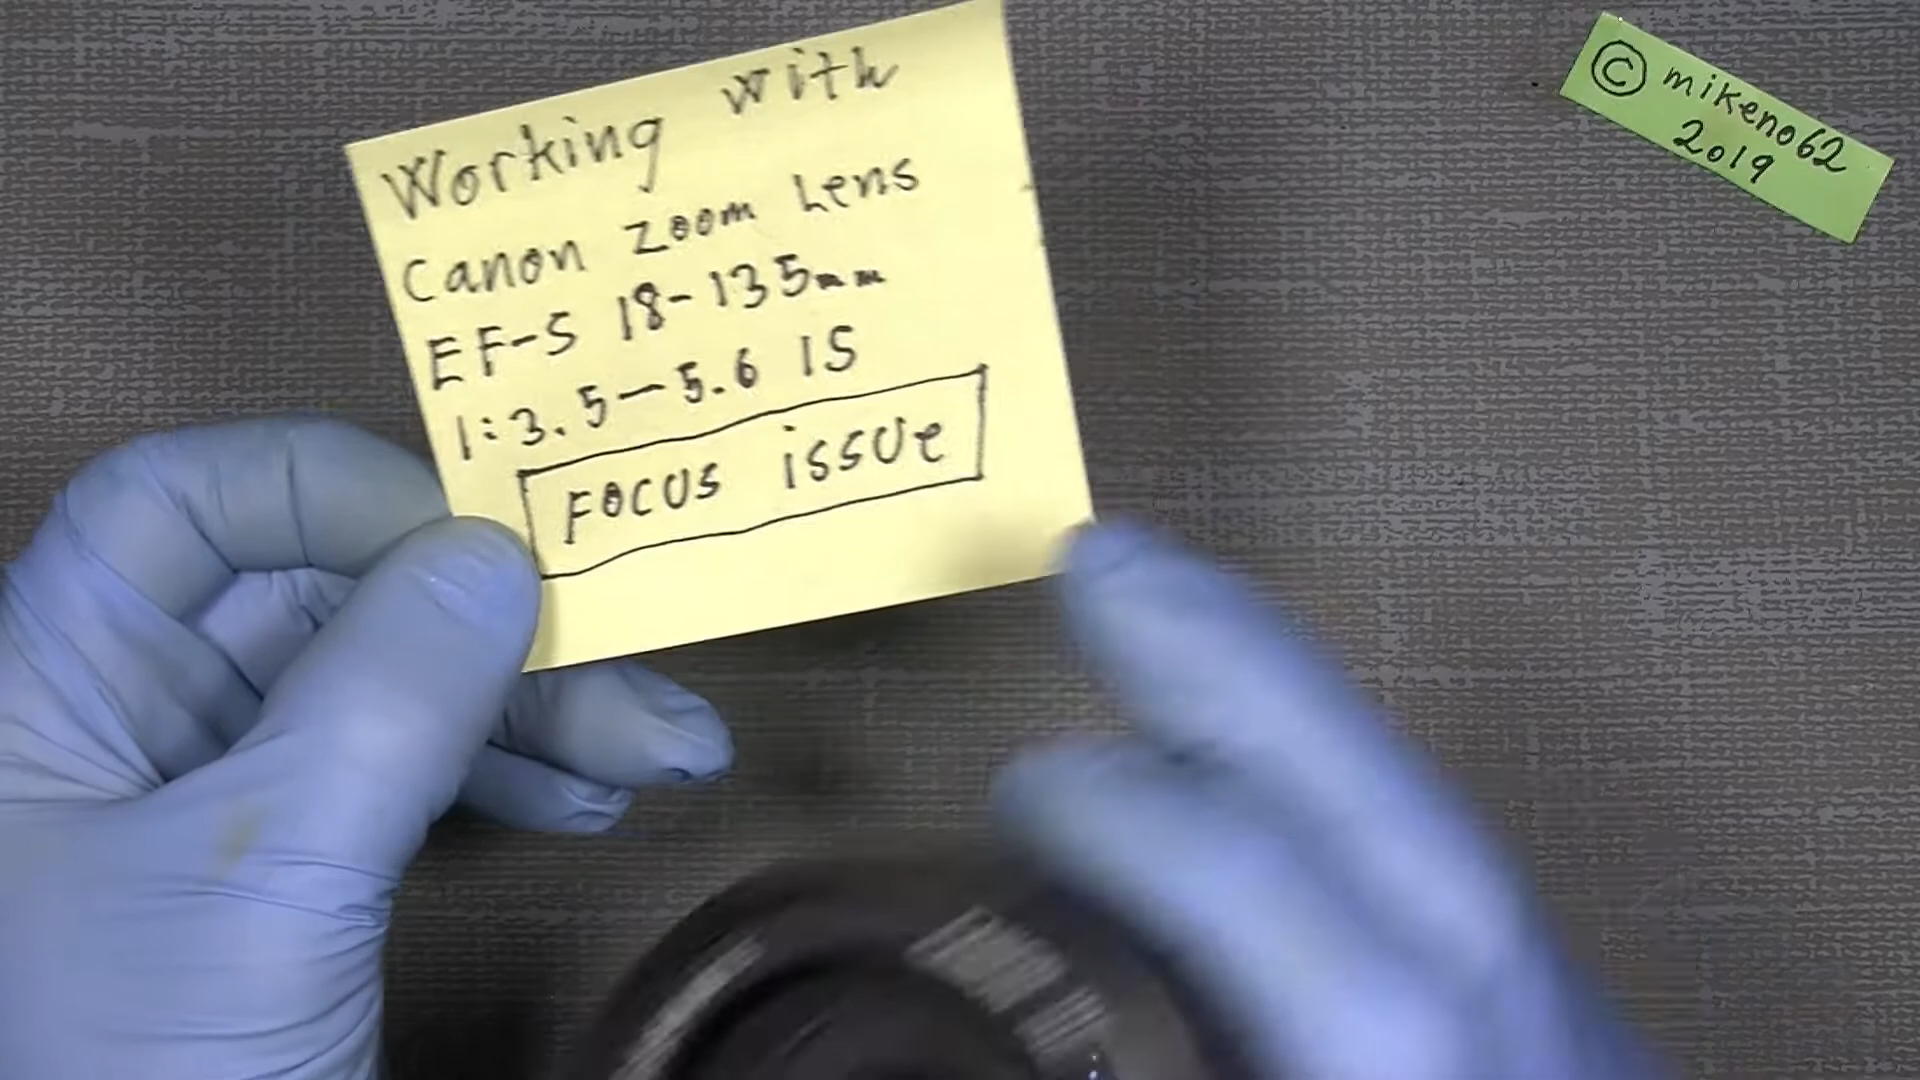 Working with
Canon zoom Lens
EF-S 18-135mm
1:3.5-5.6 IS
Focus issue
© mikeno62
2019